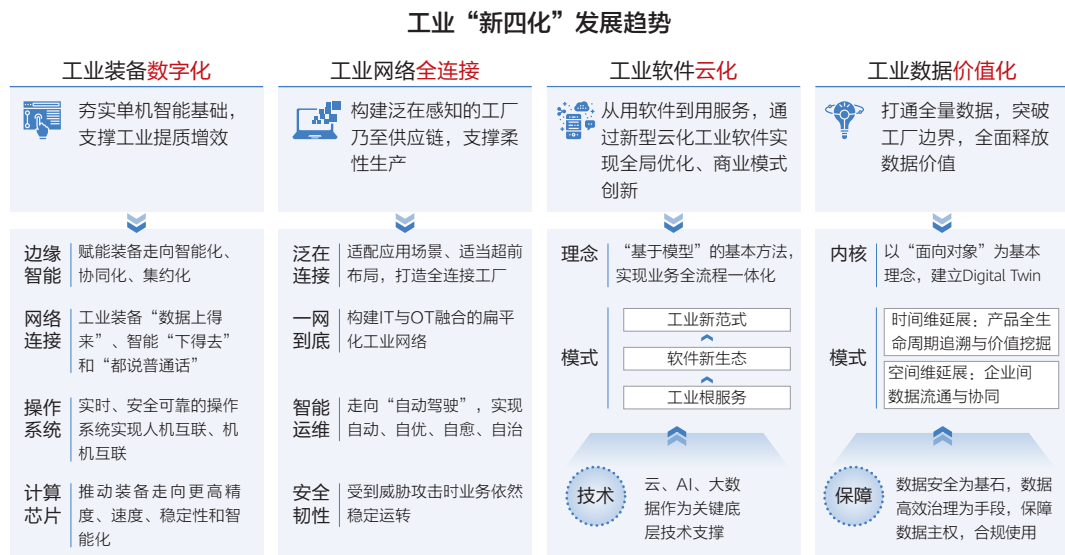 工业“新四化”发展趋势
工业装备数字化
夯实单机智能基础，
支撑工业提质增效
边缘
智能
赋能装备走向智能化、
协同化、集约化
网络
连接
工业装备“数据上得
来”、智能“下得去”
和“都说普通话”
操作
系统
实时、安全可靠的操作
系统实现人机互联、机
机互联
计算
芯片
推动装备走向更高精
度、速度、稳定性和智
能化
工业网络全连接
构建泛在感知的工厂
乃至供应链，支撑柔
性生产
泛在
连接
适配应用场景、适当超前
布局，打造全连接工厂
一网
到底
构建IT与OT融合的扁平
化工业网络
智能
运维
走向“自动驾驶”，实现
自动、自优、自愈、自治
安全
韧性
受到威胁攻击时业务依然
稳定运转
工业软件云化
从用软件到用服务，通
过新型云化工业软件实
现全局优化、商业模式
创新
理念
“基于模型”的基本方法，
实现业务全流程一体化
模式
工业新范式
软件新生态
工业根服务
技术
云、AI、大数
据作为关键底
层技术支撑
工业数据价值化
打通全量数据，突破
工厂边界，全面释放
数据价值
内核
以“面向对象”为基本
理念，建立Digital Twin
模式
时间维延展：产品全生
命周期追溯与价值挖掘
空间维延展：企业间
数据流通与协同
保障
数据安全为基石，数据
高效治理为手段，保障
数据主权，合规使用